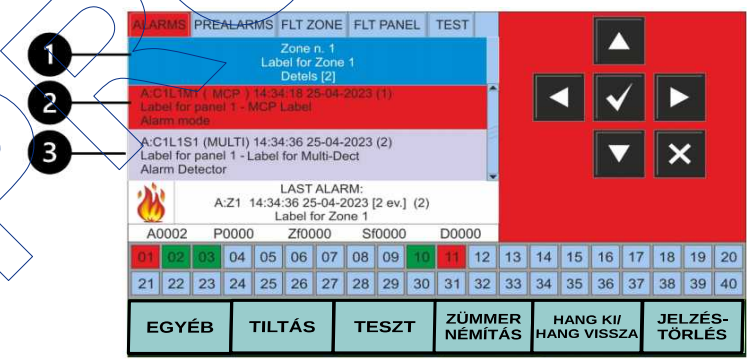 ALARMS PREALARMS FLT ZONE FLT PANEL TEST
1
Zone n. 1
Label for Zone 1
Detels [2]
2
A:C1L1M1 ( MCP ) 14:34:18 25-04-2023 (1)
Label for panel 1 - MCP Label
Alarm mode
3
A:C1L1S1 (MULTI) 14:34:36 25-04-2023 (2)
Label for panel 1 - Label for Multi-Dect
Alarm Detector
LAST ALARM:
A:Z1 14:34:36 25-04-2023 [2 ev.] (2)
Label for Zone 1
A0002 P0000 Zf0000 Sf0000 D0000
01 02 03 04 05 06 07 08 09 10 11 12 13 14 15 16 17 18 19 20
21 22 23 24 25 26 27 28 29 30 31 32 33 34 35 36 37 38 39 40
EGYÉB TILTÁS TESZT ZÜMMER NÉMÍTÁS HANG KI/ HANG VISSZA JELZÉS- TÖRLÉS